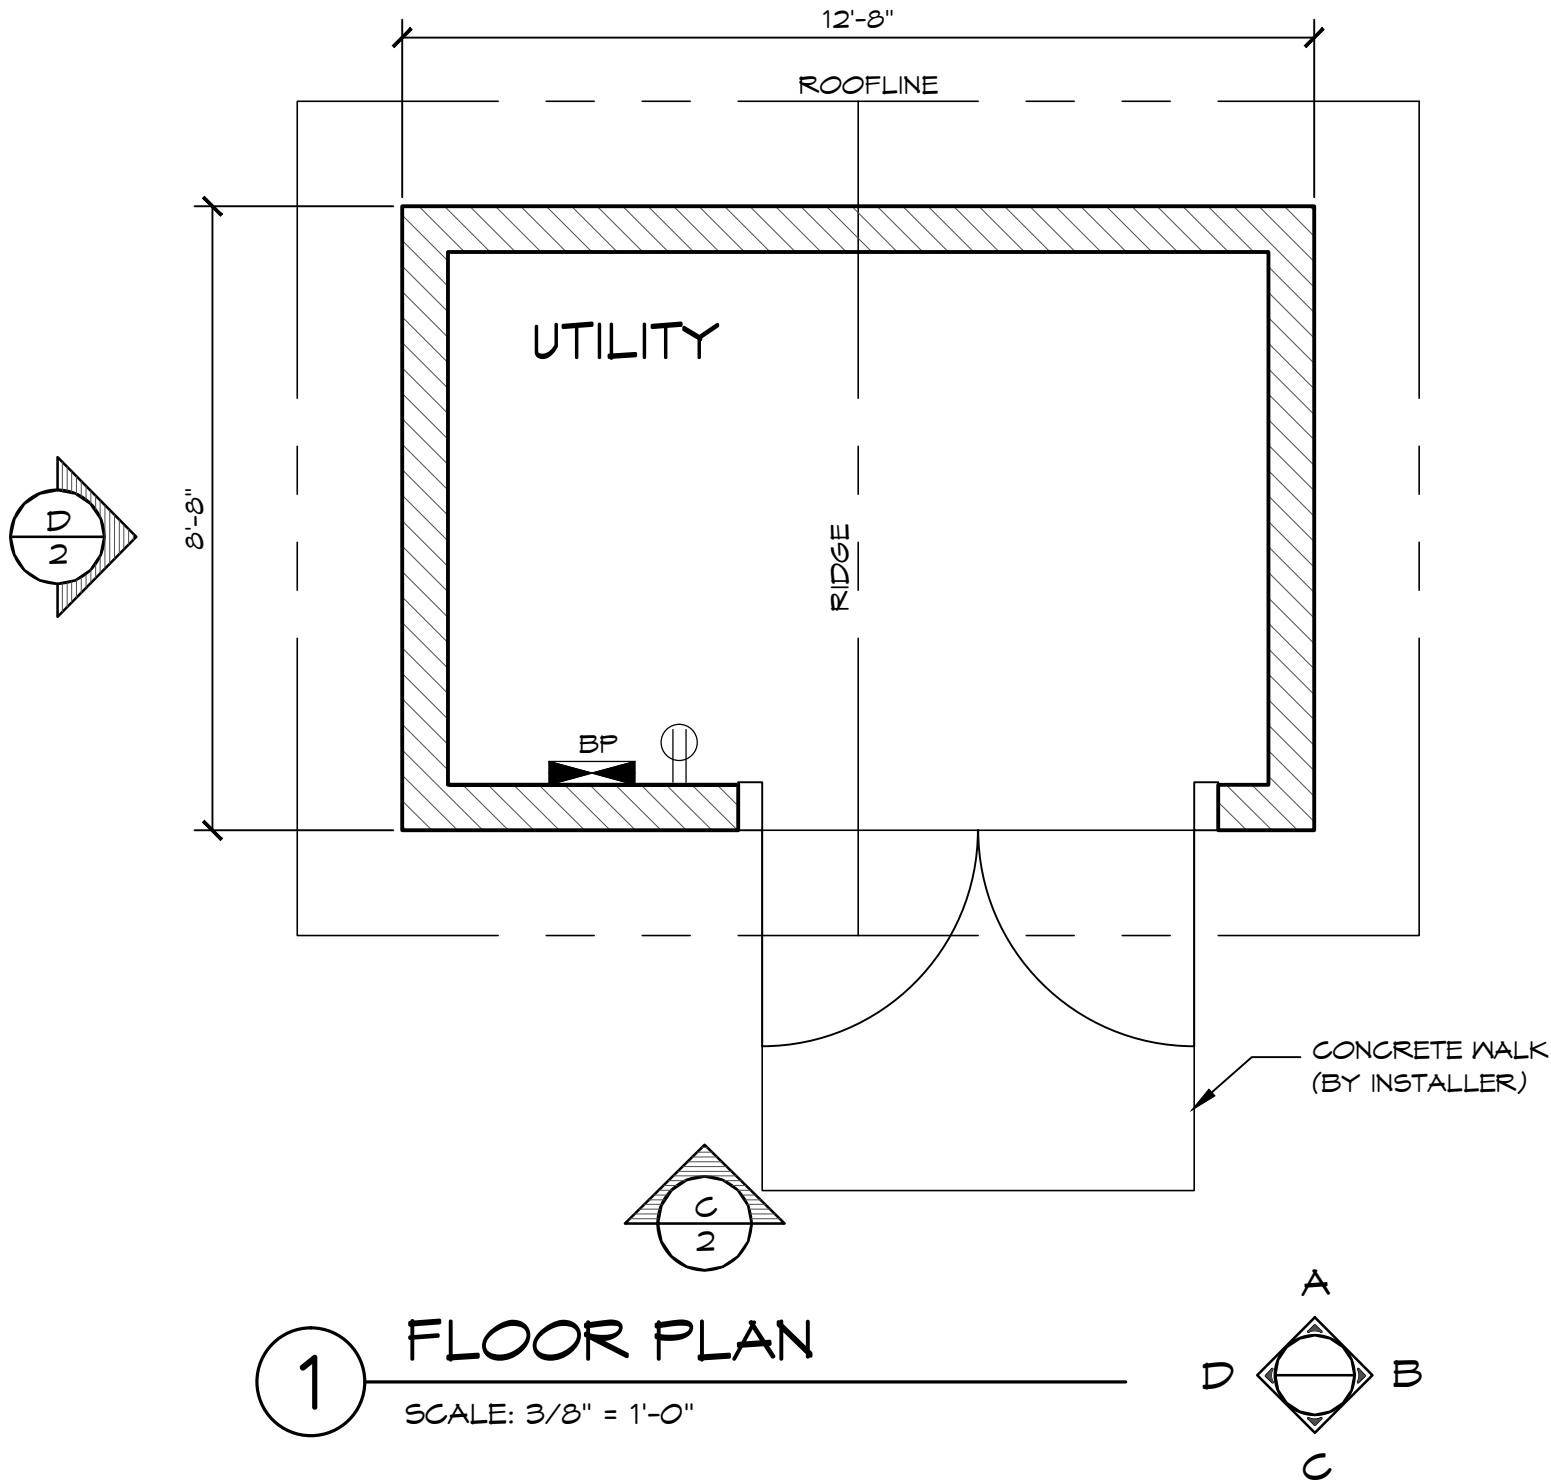 12'-8"
ROOFLINE
UTILITY
8'-8"
D
2
RIDGE
BP
CONCRETE WALK
(BY INSTALLER)
C
2
1
FLOOR PLAN
SCALE: 3/8" = 1'-0"
A
D
B
C